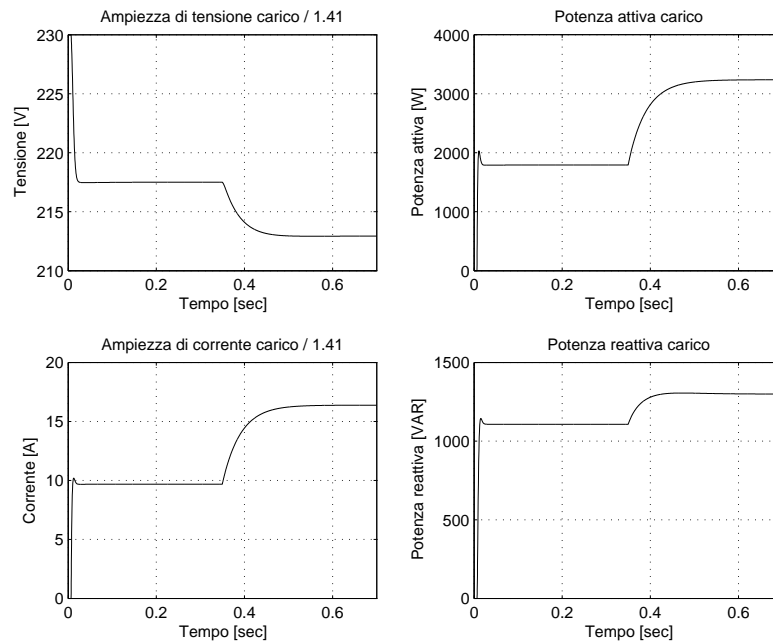 Ampiezza di tensione carico / 1.41
230
225
220
215
210
Tensione [V]
0 0.2 0.4 0.6
Tempo [sec]
Potenza attiva carico
4000
3000
2000
1000
0
Potenza attiva [W]
0 0.2 0.4 0.6
Tempo [sec]
Ampiezza di corrente carico / 1.41
20
15
10
5
0
Corrente [A]
0 0.2 0.4 0.6
Tempo [sec]
Potenza reattiva carico
1500
1000
500
0
Potenza reattiva [VAR]
0 0.2 0.4 0.6
Tempo [sec]